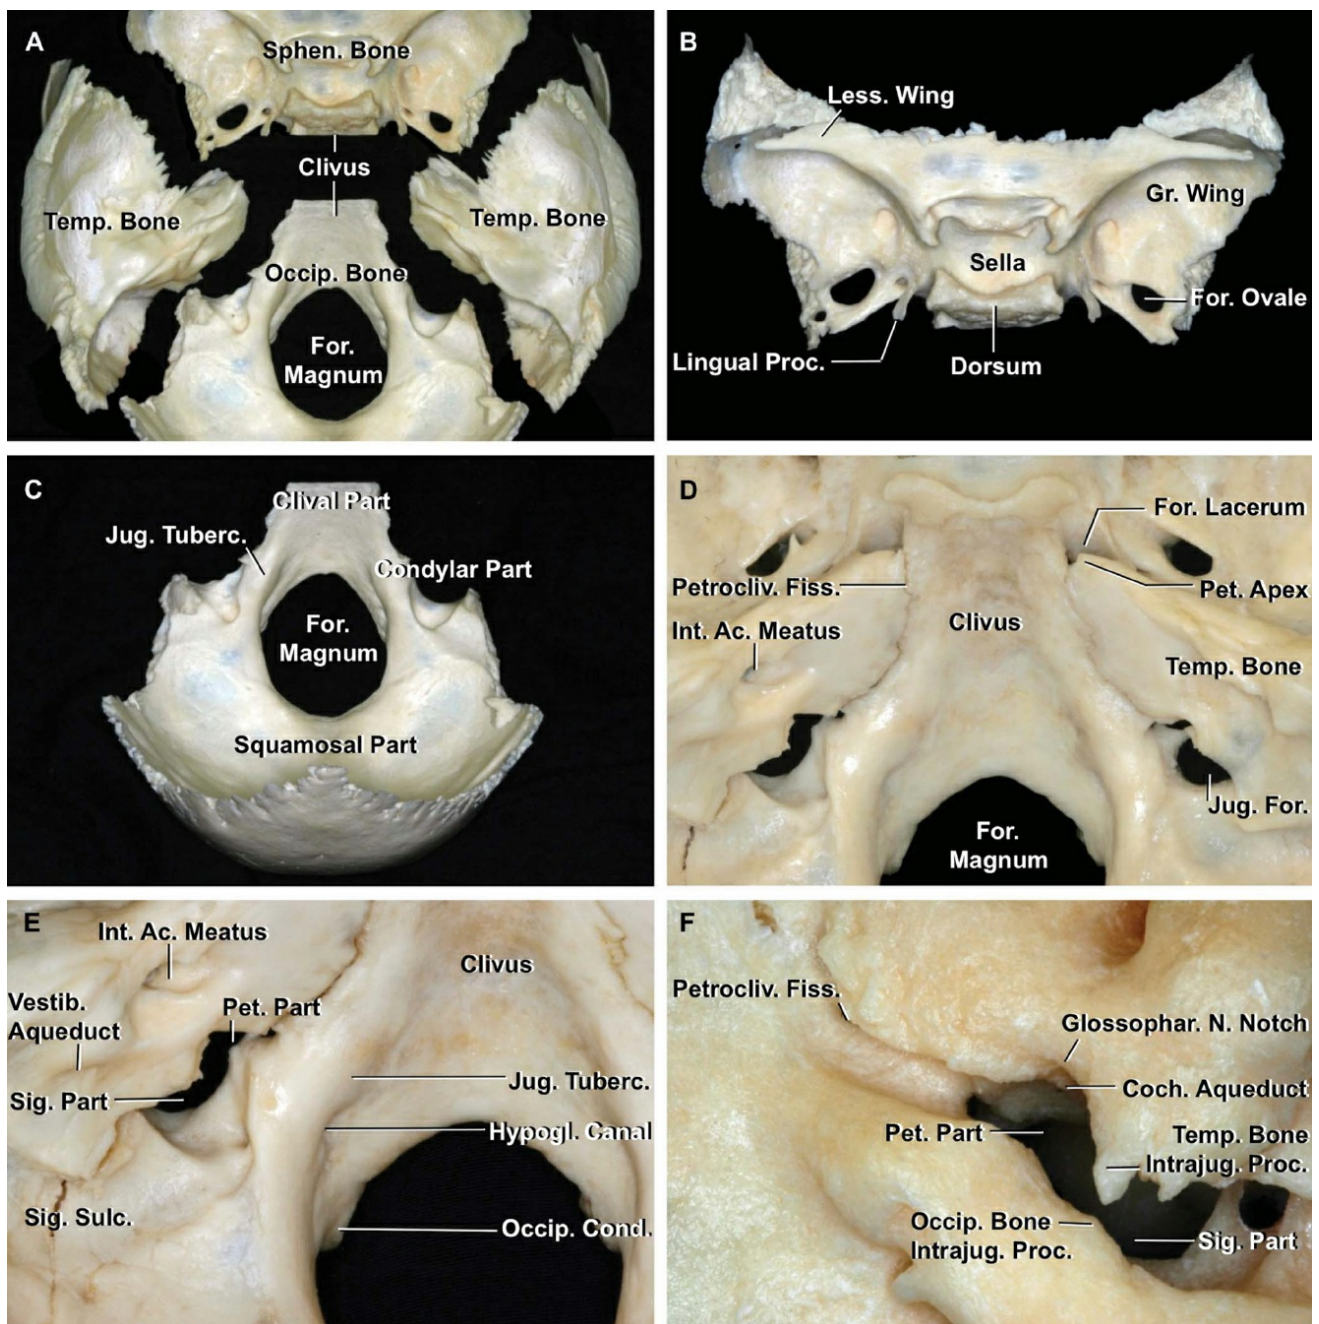 A
Sphen. Bone
Clivus
Temp. Bone
Temp. Bone
Occip. Bone
For.
Magnum
B
Less. Wing
Gr. Wing
Sella
For. Ovale
Lingual Proc.
Dorsum
C
Clival Part
Jug. Tuberc.
Condylar Part
For.
Magnum
Squamosal Part
D
For. Lacerum
Petrocliv. Fiss.
Pet. Apex
Int. Ac. Meatus
Clivus
Temp. Bone
Jug. For.
For.
Magnum
E
Int. Ac. Meatus
Clivus
Vestib.
Aqueduct
Pet. Part
Jug. Tuberc.
Sig. Part
Hypogl. Canal
Sig. Sulc.
Occip. Cond.
F
Petrocliv. Fiss.
Glossophar. N. Notch
Coch. Aqueduct
Pet. Part
Temp. Bone
Intrajug. Proc.
Occip. Bone
Intrajug. Proc.
Sig. Part